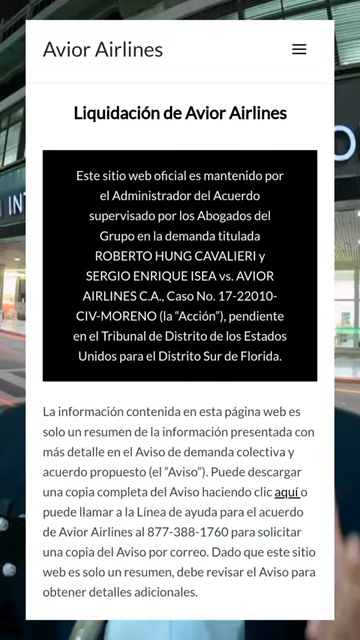 Avior Airlines
Liquidación de Avior Airlines
Este sitio web oficial es mantenido por
el Administrador del Acuerdo
supervisado por los Abogados del
Grupo en la demanda titulada
ROBERTO HUNG CAVALIERI y
SERGIO ENRIQUE ISEA vs. AVIOR
AIRLINES C.A., Caso No. 17-22010-
CIV-MORENO (la “Acción”), pendiente
en el Tribunal de Distrito de los Estados
Unidos para el Distrito Sur de Florida.
La información contenida en esta página web es
solo un resumen de la información presentada con
más detalle en el Aviso de demanda colectiva y
acuerdo propuesto (el “Aviso”). Puede descargar
una copia completa del Aviso haciendo clic aquí o
puede llamar a la Línea de ayuda para el acuerdo
de Avior Airlines al 877-388-1760 para solicitar
una copia del Aviso por correo. Dado que este sitio
web es solo un resumen, debe revisar el Aviso para
obtener detalles adicionales.